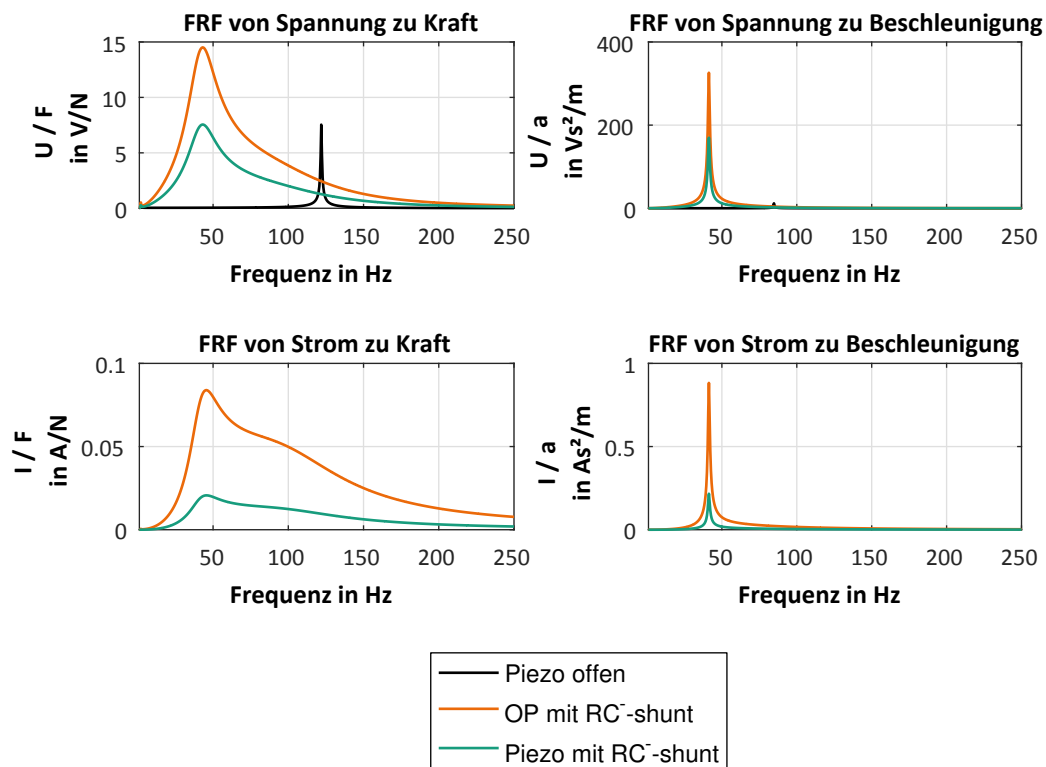 FRF von Spannung zu Kraft
15
10
5
0
U / F
in V/N
50
100
150
200
250
Frequenz in Hz
FRF von Spannung zu Beschleunigung
400
200
0
U / a
in Vs²/m
50
100
150
200
250
Frequenz in Hz
FRF von Strom zu Kraft
0.1
0.05
0
I / F
in A/N
50
100
150
200
250
Frequenz in Hz
FRF von Strom zu Beschleunigung
1
0.5
0
I / a
in As²/m
50
100
150
200
250
Frequenz in Hz
Piezo offen
OP mit RC⁻-shunt
Piezo mit RC⁻-shunt